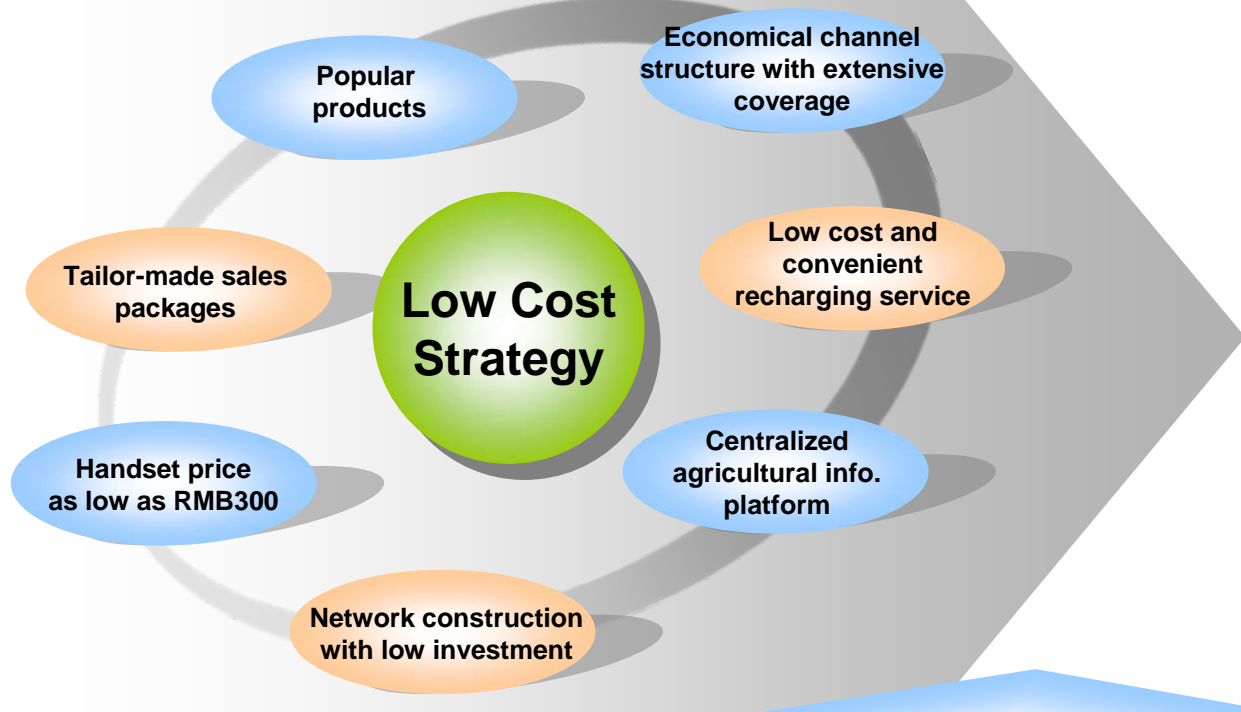 Economical channel
structure with extensive
coverage
Popular
products
Low cost and
convenient
recharging service
Tailor-made sales
packages
Low Cost
Strategy
Centralized
agricultural info.
platform
Handset price
as low as RMB300
Network construction
with low investment